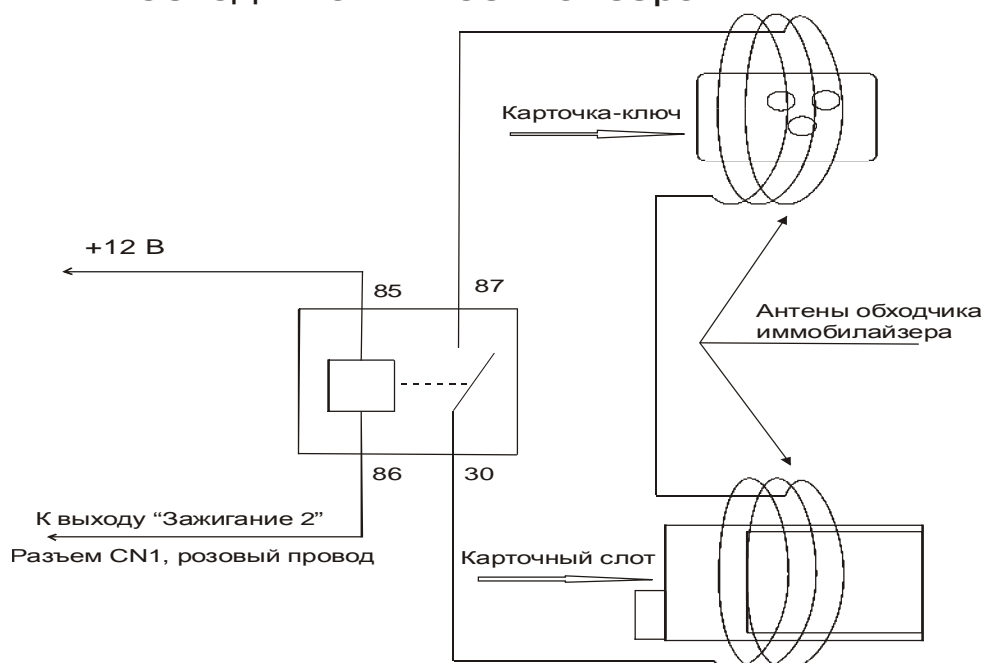 Карточка-ключ
+12 В
85
87
Антены обходчика
иммобилайзера
86
30
К выходу “Зажигание 2”
Разъем CN1, розовый провод
Карточный слот